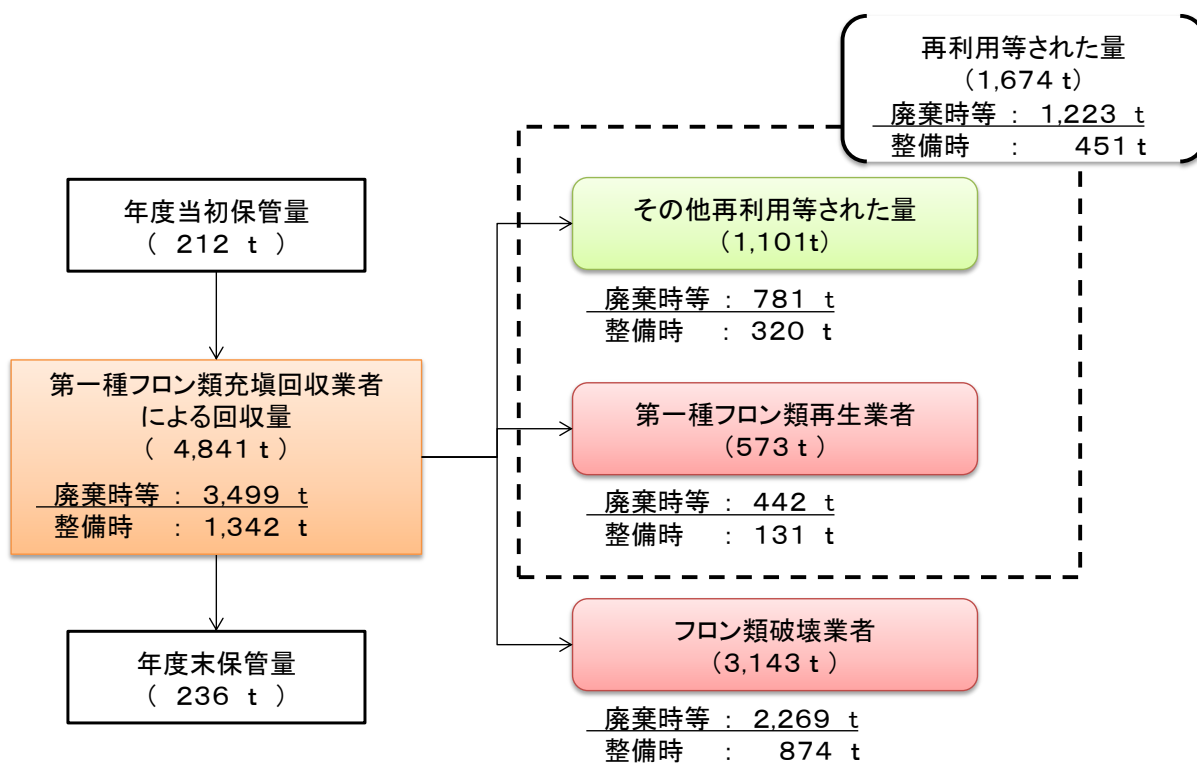 再利用等された量
(1,674 t)
廃棄時等 : 1,223 t
整備時 : 451 t
年度当初保管量
( 212 t )
その他再利用等された量
(1,101t)
廃棄時等 : 781 t
整備時 : 320 t
第一種フロン類充塡回収業者
による回収量
( 4,841 t )
廃棄時等 : 3,499 t
整備時 : 1,342 t
第一種フロン類再生業者
(573 t )
廃棄時等 : 442 t
整備時 : 131 t
年度末保管量
( 236 t )
フロン類破壊業者
(3,143 t )
廃棄時等 : 2,269 t
整備時 : 874 t